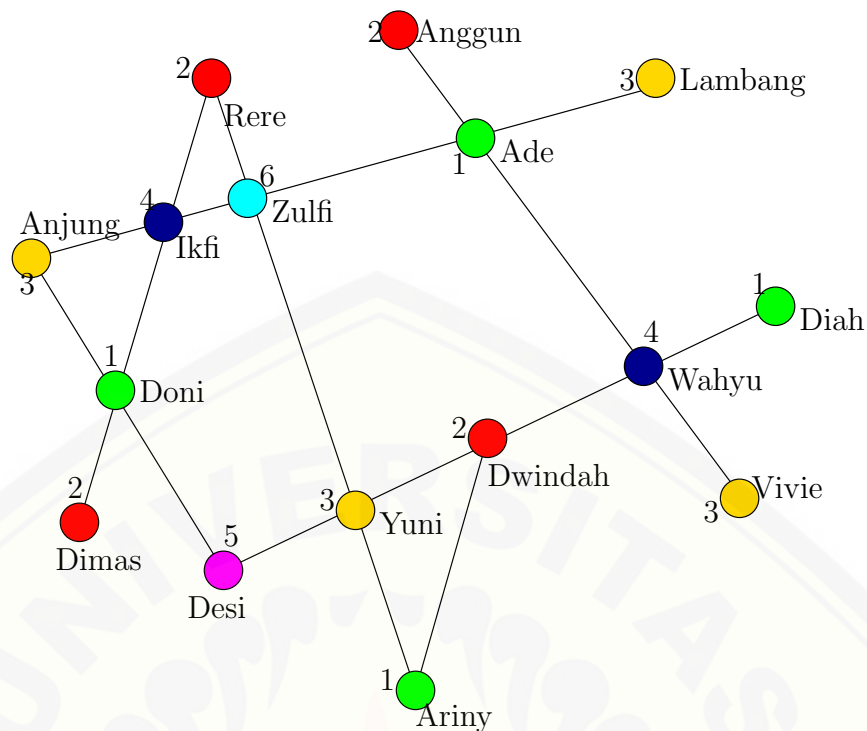 2 Anggun
2
Rere
3 Lambang
1
Ade
6
Zulfi
4
Ikfi
Anjung
3
1
Diah
4
Wahyu
1
Doni
2
Dwindah
2
Dimas
3
Yuni
3
Vivie
5
Desi
1
Ariny
UNIVERSITAS